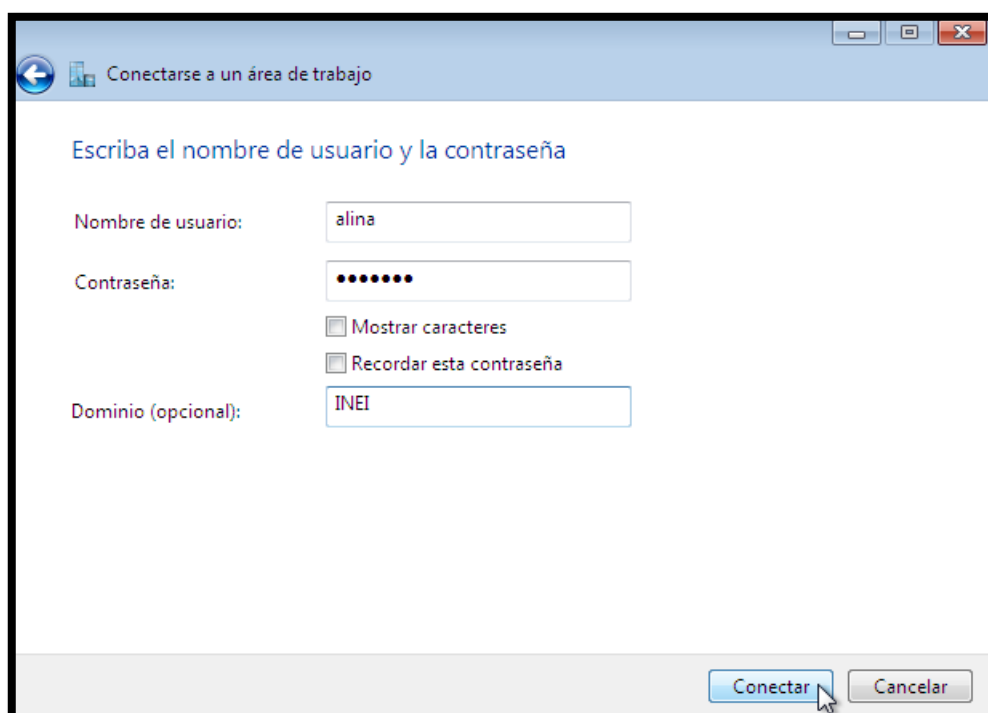 Conectarse a un área de trabajo
Escriba el nombre de usuario y la contraseña
Nombre de usuario: alina
Contraseña: •••••••
Mostrar caracteres
Recordar esta contraseña
Dominio (opcional): INEI
Conectar Cancelar